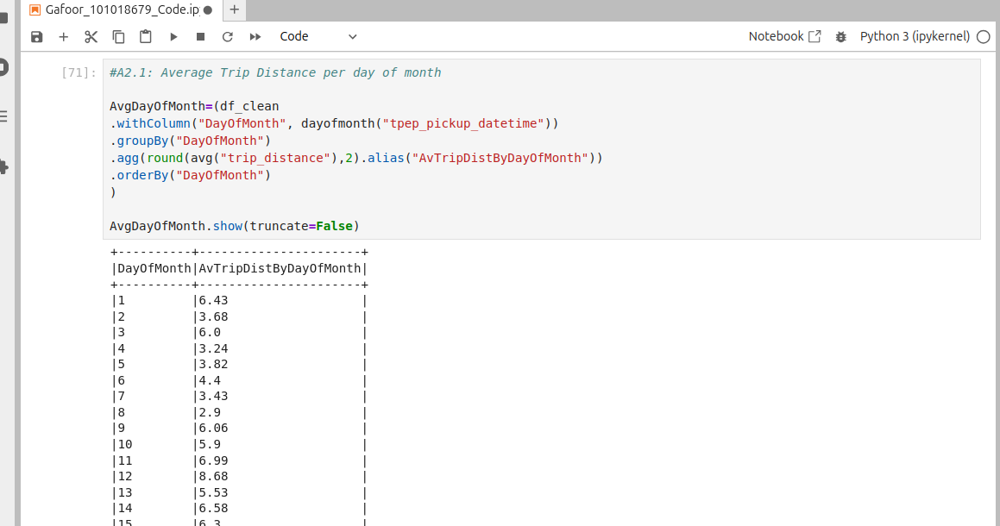 Gafoor_101018679_Code.ip
Code
Notebook
Python 3 (ipykernel)
[71]:
#A2.1: Average Trip Distance per day of month
AvgDayOfMonth=(df_clean
.withColumn("DayOfMonth", dayofmonth("tpep_pickup_datetime"))
.groupBy("DayOfMonth")
.agg(round(avg("trip_distance"),2).alias("AvTripDistByDayOfMonth"))
.orderBy("DayOfMonth")
)
AvgDayOfMonth.show(truncate=False)
+----------+----------------------+
|DayOfMonth|AvTripDistByDayOfMonth|
+----------+----------------------+
|1         |6.43                  |
|2         |3.68                  |
|3         |6.0                   |
|4         |3.24                  |
|5         |3.82                  |
|6         |4.4                   |
|7         |3.43                  |
|8         |2.9                   |
|9         |6.06                  |
|10        |5.9                   |
|11        |6.99                  |
|12        |8.68                  |
|13        |5.53                  |
|14        |6.58                  |
|15        |6.3                   |